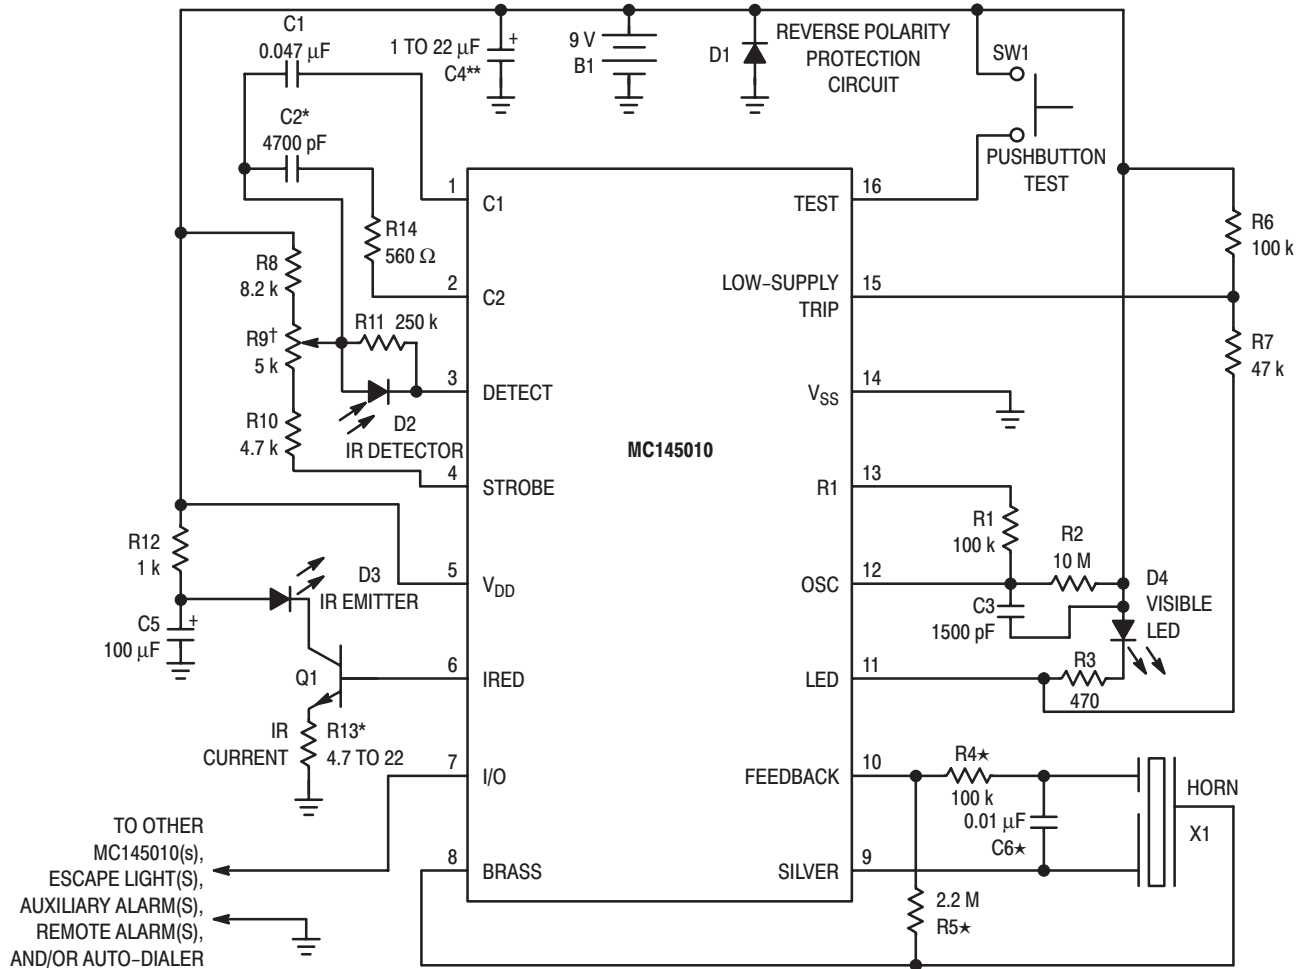 C1
0.047 μF
1 TO 22 μF
C4**
+
9 V
B1
D1
REVERSE POLARITY
PROTECTION
CIRCUIT
SW1
PUSHBUTTON
TEST
C2*
4700 pF
R14
560 Ω
R8
8.2 k
R9†
5 k
R10
4.7 k
R11 250 k
D2
IR DETECTOR
R12
1 k
C5
100 μF
+
D3
IR EMITTER
Q1
IR
CURRENT
R13*
4.7 TO 22
TO OTHER
MC145010(s),
ESCAPE LIGHT(S),
AUXILIARY ALARM(S),
REMOTE ALARM(S),
AND/OR AUTO-DIALER
1
C1
2
C2
3
DETECT
4
STROBE
5
VDD
6
IRED
7
I/O
8
BRASS
MC145010
16
TEST
15
LOW-SUPPLY
TRIP
14
VSS
13
R1
12
OSC
11
LED
10
FEEDBACK
9
SILVER
R6
100 k
R7
47 k
R1
100 k
R2
10 M
C3
1500 pF
D4
VISIBLE
LED
R3
470
R4★
100 k
0.01 μF
C6★
2.2 M
R5★
HORN
X1